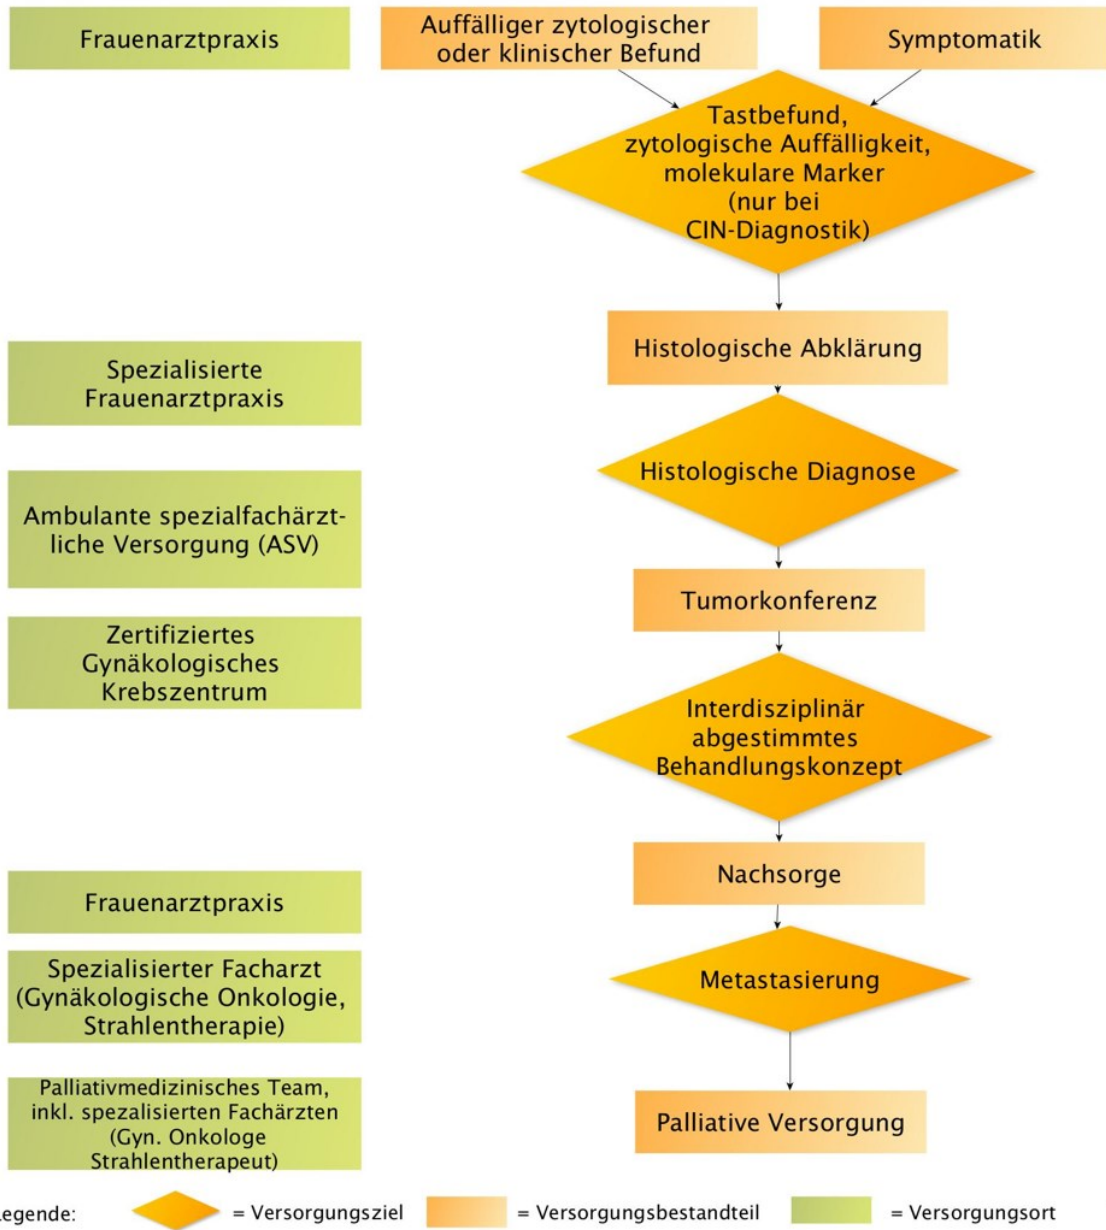 Frauenarztpraxis
Auffälliger zytologischer
oder klinischer Befund
Symptomatik
Tastbefund,
zytologische Auffälligkeit,
molekulare Marker
(nur bei
CIN-Diagnostik)
Histologische Abklärung
Spezialisierte
Frauenarztpraxis
Histologische Diagnose
Ambulante spezialfachärzt-
liche Versorgung (ASV)
Tumorkonferenz
Zertifiziertes
Gynäkologisches
Krebszentrum
Interdisziplinär
abgestimmtes
Behandlungskonzept
Nachsorge
Frauenarztpraxis
Spezialisierter Facharzt
(Gynäkologische Onkologie,
Strahlentherapie)
Metastasierung
Palliativmedizinisches Team,
inkl. spezalisierten Fachärzten
(Gyn. Onkologe
Strahlentherapeut)
Palliative Versorgung
Legende: = Versorgungsziel = Versorgungsbestandteil = Versorgungsort